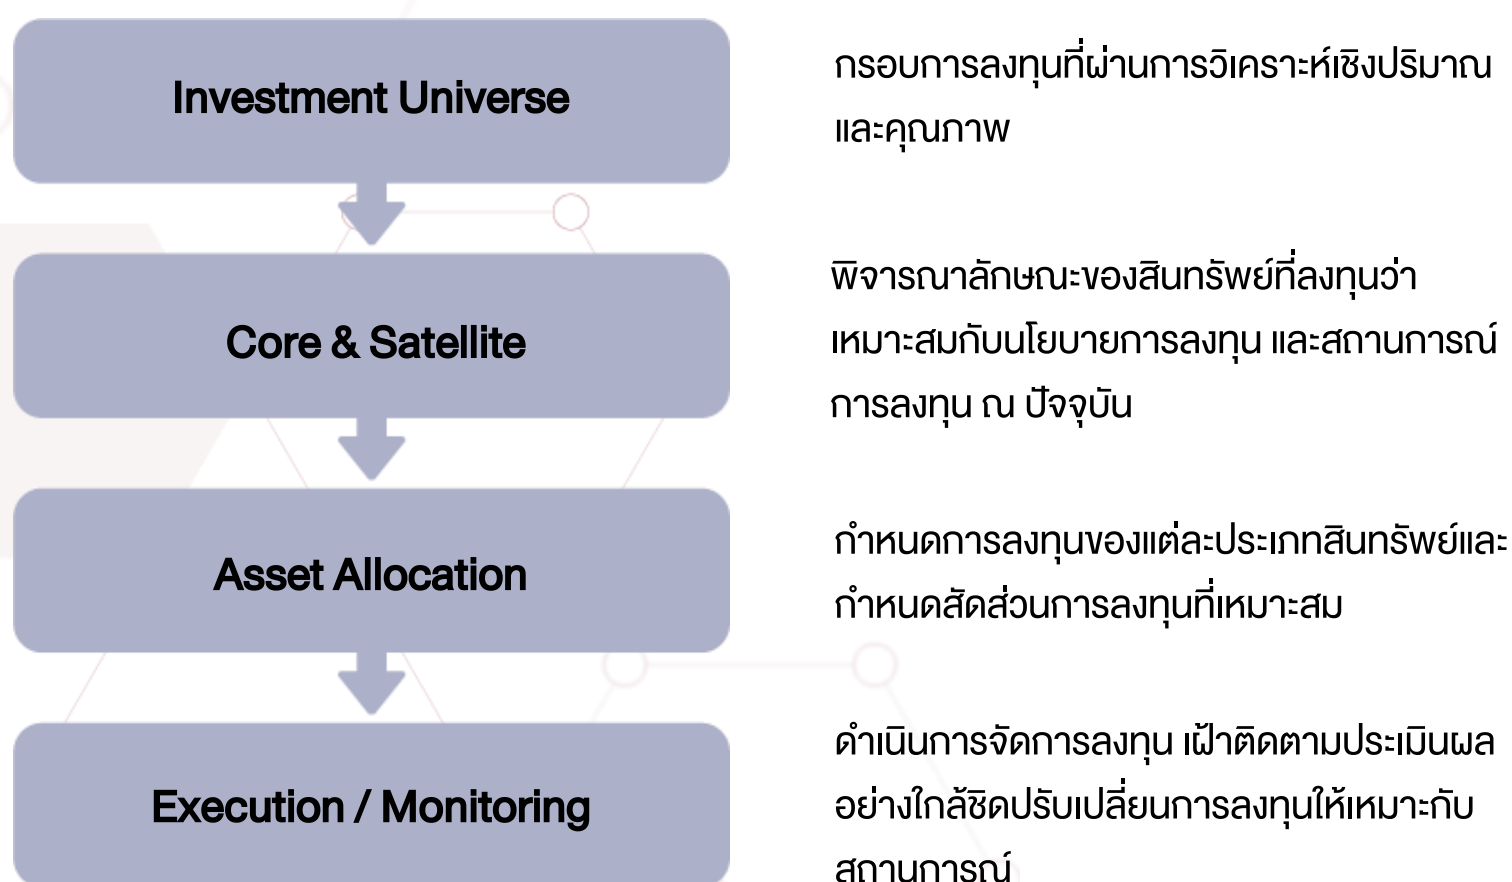 Investment Universe
กรอบการลงทุนที่ผ่านการวิเคราะห์เชิงปริมาณ
และคุณภาพ
Core & Satellite
พิจารณาลักษณะของสินทรัพย์ที่ลงทุนว่า
เหมาะสมกับนโยบายการลงทุน และสถานการณ์
การลงทุน ณ ปัจจุบัน
Asset Allocation
กำหนดการลงทุนของแต่ละประเภทสินทรัพย์และ
กำหนดสัดส่วนการลงทุนที่เหมาะสม
Execution / Monitoring
ดำเนินการจัดการลงทุน เฝ้าติดตามประเมินผล
อย่างใกล้ชิดปรับเปลี่ยนการลงทุนให้เหมาะกับ
สถานการณ์